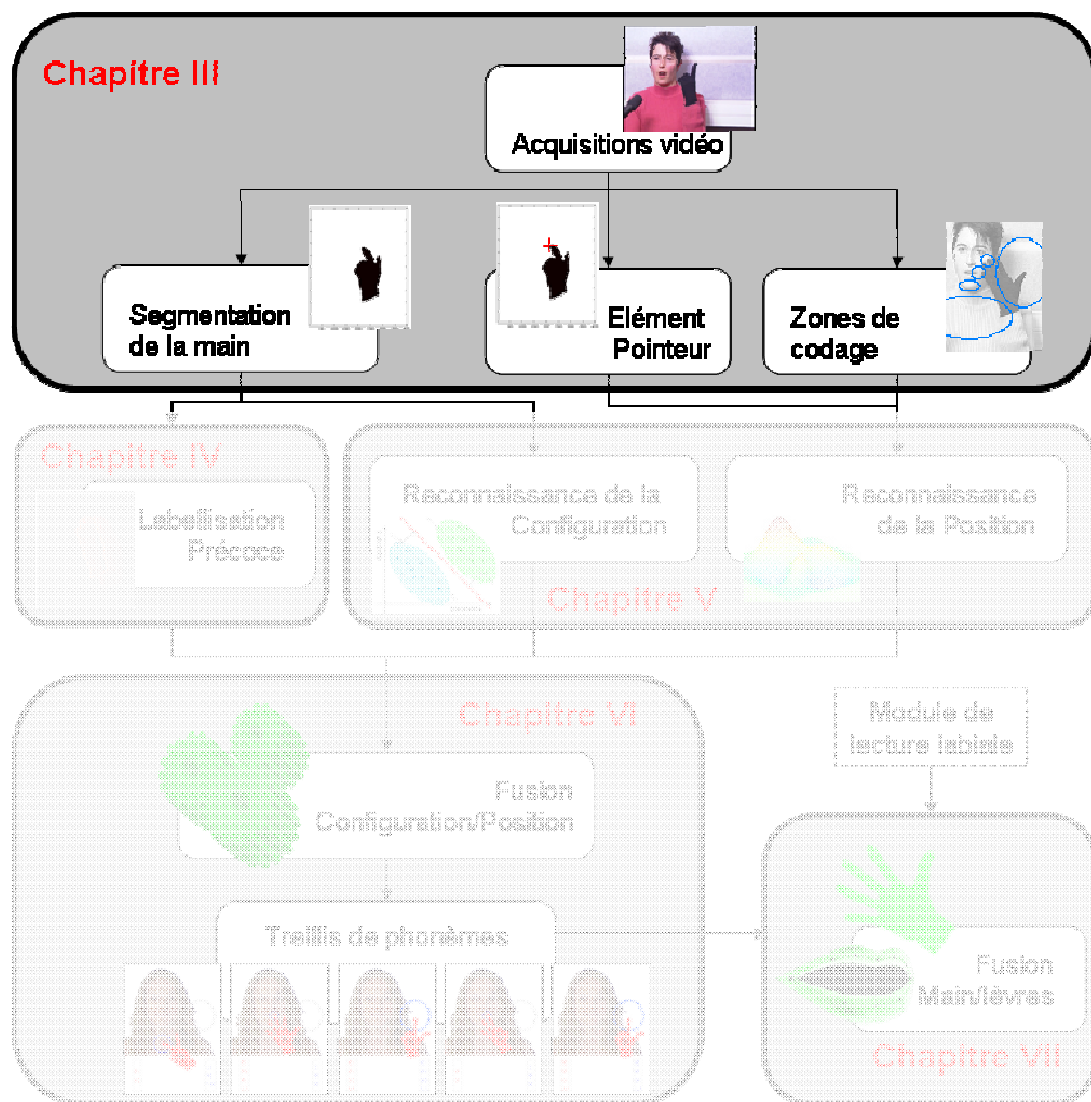 Chapitre III
Acquisitions vidéo
Segmentation
de la main
Elément
Pointeur
Zones de
codage
Chapitre IV
Labellisation
Précoce
Reconnaissance de la
Configuration
Reconnaissance
de la Position
Chapitre V
Chapitre VI
Fusion
Configuration/Position
Treillis de phonèmes
Module de
lecture labiale
Fusion
Main/lèvres
Chapitre VII